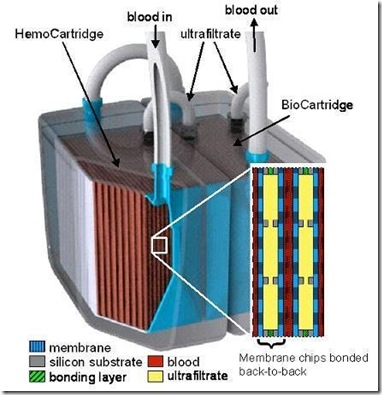 blood in
HemoCartridge
ultrafiltrate
blood out
BioCartridge
Membrane chips bonded
back-to-back
membrane
silicon substrate
blood
bonding layer
ultrafiltrate